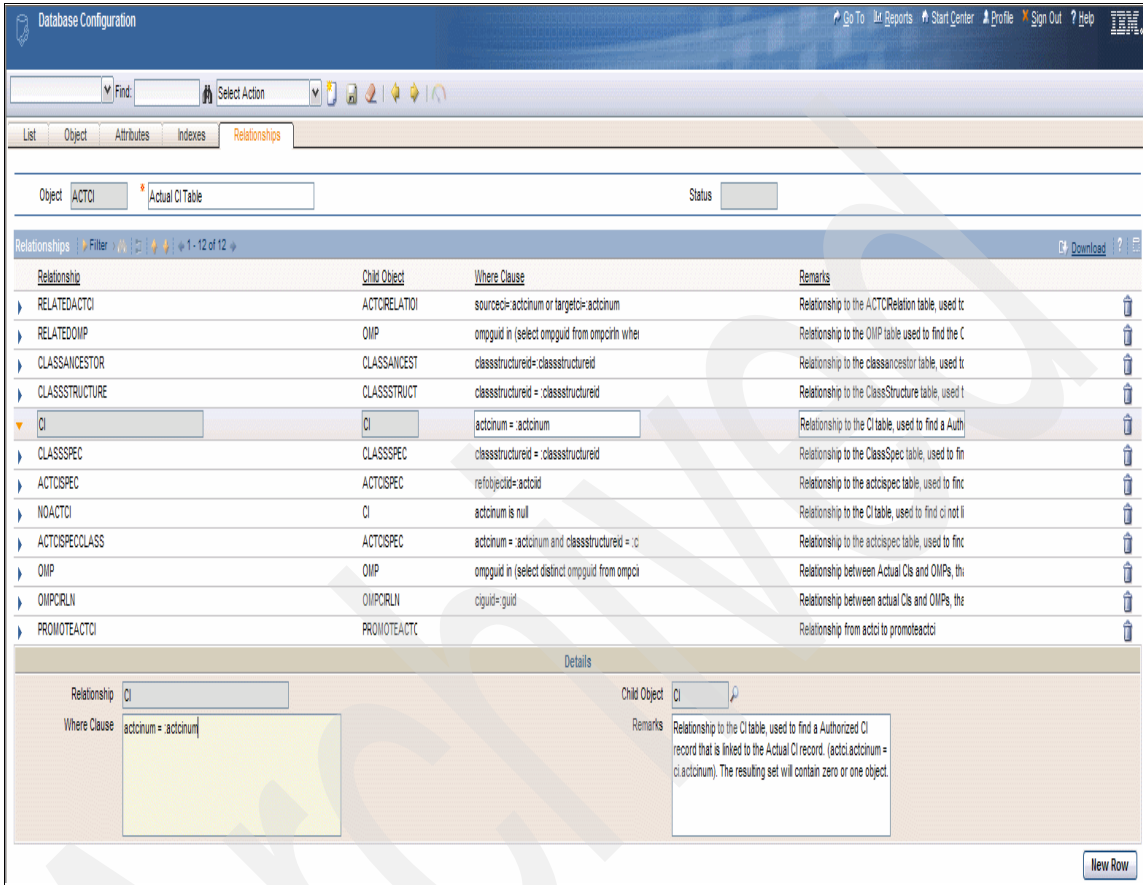 Database Configuration
Go To Reports Start Center Profile Sign Out ? Help IBM.
Find: Select Action
List Object Attributes Indexes Relationships
Object ACTCI * Actual CI Table Status
Relationships Filter 1 - 12 of 12 Download ?
Relationship Child Object Where Clause Remarks
RELATEDACTCI ACTCIRELATIO sourceci=:actcinum or targetci=:actcinum Relationship to the ACTCIRelation table, used to
RELATEDOMP OMP ompguid in (select ompguid from ompcirln wher Relationship to the OMP table used to find the C
CLASSANCESTOR CLASSANCEST classstructureid=:classstructureid Relationship to the classancestor table, used to
CLASSSTRUCTURE CLASSSTRUCT classstructureid = :classstructureid Relationship to the ClassStructure table, used t
CI CI actcinum = :actcinum Relationship to the CI table, used to find a Auth
CLASSSPEC CLASSSPEC classstructureid = :classstructureid Relationship to the ClassSpec table, used to fin
ACTCISPEC ACTCISPEC refobjectid=:actciid Relationship to the actcispec table, used to find
NOACTCI CI actcinum is null Relationship to the CI table, used to find ci not li
ACTCISPECCLASS ACTCISPEC actcinum = :actcinum and classstructureid = :c Relationship to the actcispec table, used to find
OMP OMP ompguid in (select distinct ompguid from ompci Relationship between Actual CIs and OMPs, tha
OMPCIRLN OMPCIRLN ciguid=:guid Relationship between actual CIs and OMPs, tha
PROMOTEACTCI PROMOTEACTC Relationship from actci to promoteactci
Details
Relationship CI Child Object CI
Where Clause actcinum = :actcinum Remarks Relationship to the CI table, used to find a Authorized CI
record that is linked to the Actual CI record. (actci.actcinum =
ci.actcinum). The resulting set will contain zero or one object.
New Row
Archived